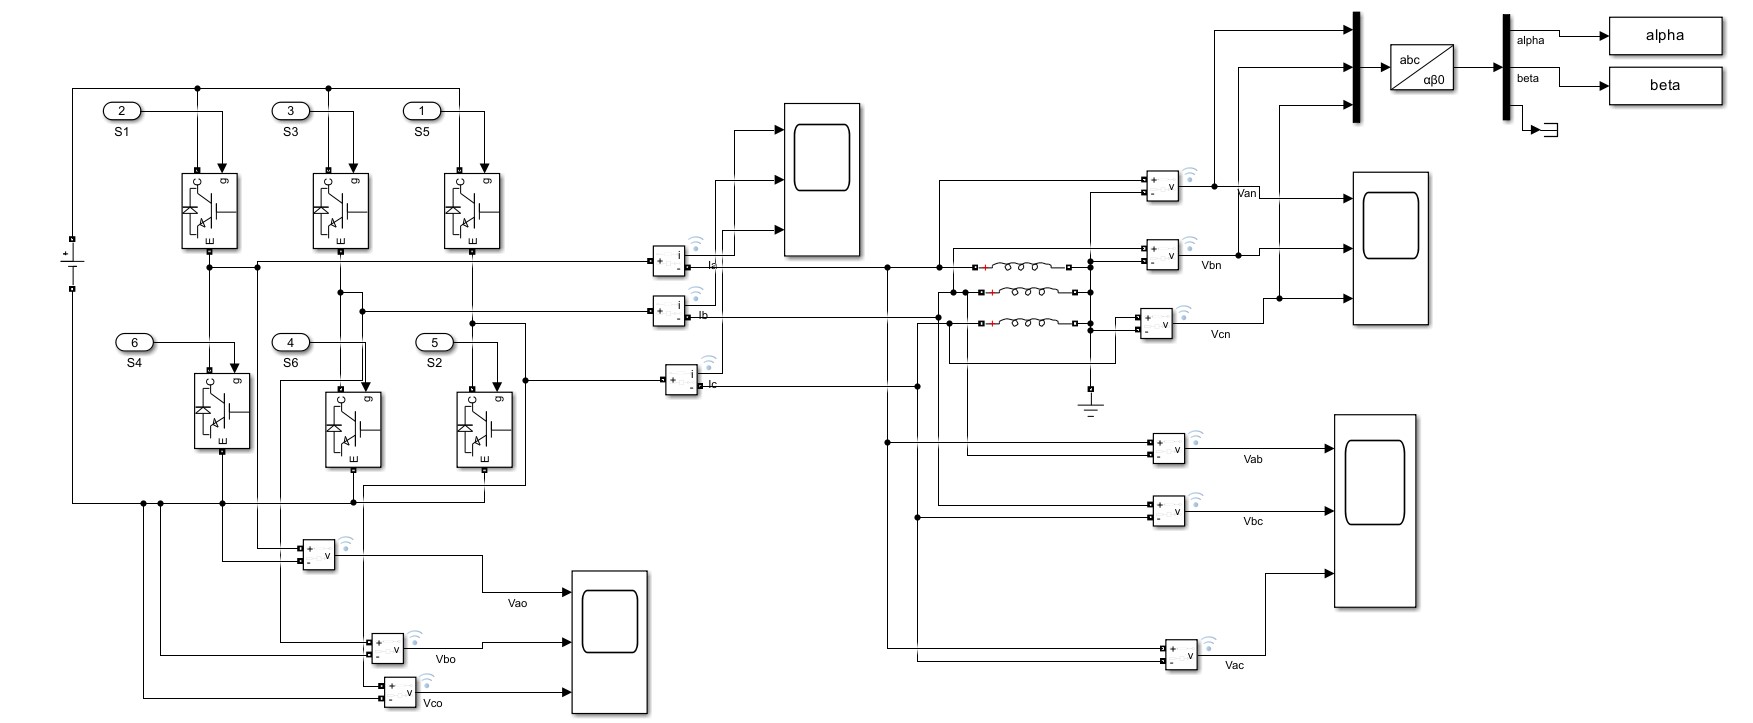 alpha
alpha
abc
αβ0
beta
beta
2
S1
3
S3
1
S5
C
g
E
C
g
E
C
g
E
+
v
-
Van
+
i
-
Ia
+
v
-
Vbn
+
i
-
Ib
+
v
-
Vcn
6
S4
4
S6
5
S2
+
i
-
Ic
C
g
E
C
g
E
C
g
E
+
v
-
Vab
+
v
-
Vbc
+
v
-
Vao
+
v
-
Vbo
+
v
-
Vac
+
v
-
Vco